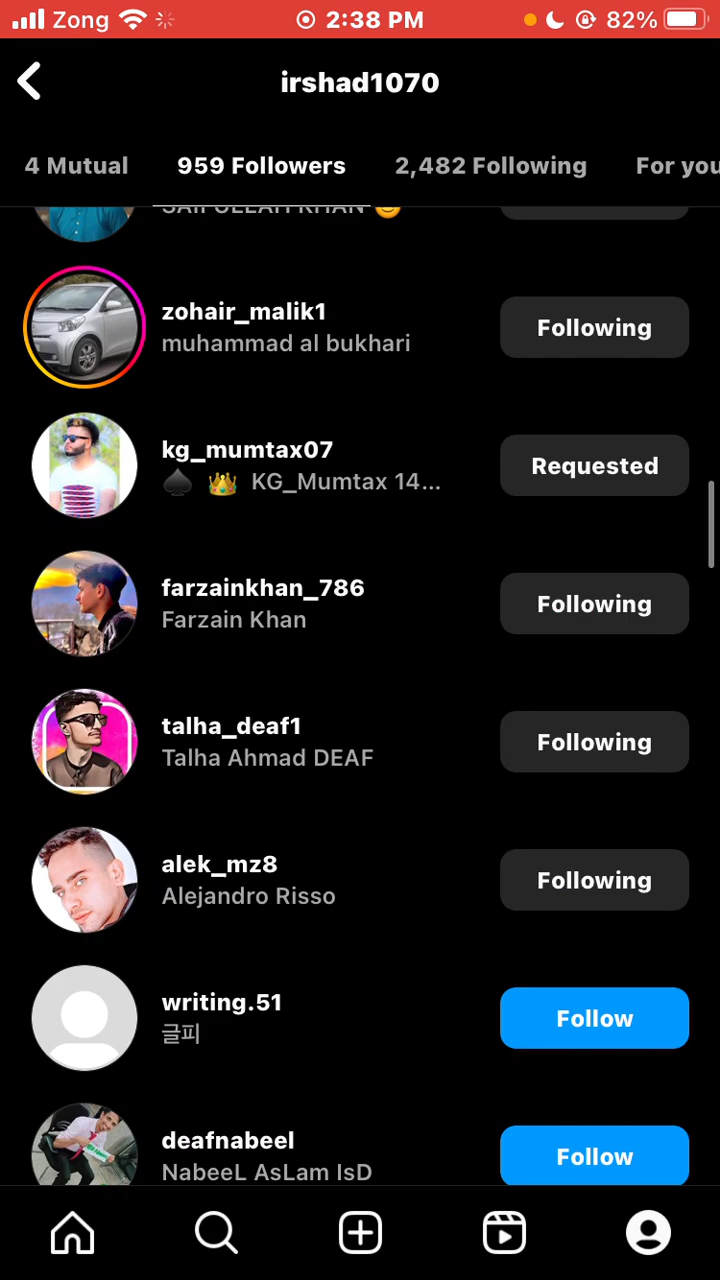 Zong 2:38 PM 82%
irshad1070
4 Mutual 959 Followers 2,482 Following For you
SAIFULLAH KHAN 😊
zohair_malik1
muhammad al bukhari
Following
kg_mumtax07
♠️ 👑 KG_Mumtax 14...
Requested
farzainkhan_786
Farzain Khan
Following
talha_deaf1
Talha Ahmad DEAF
Following
alek_mz8
Alejandro Risso
Following
writing.51
글피
Follow
deafnabeel
NabeeL AsLam IsD
Follow